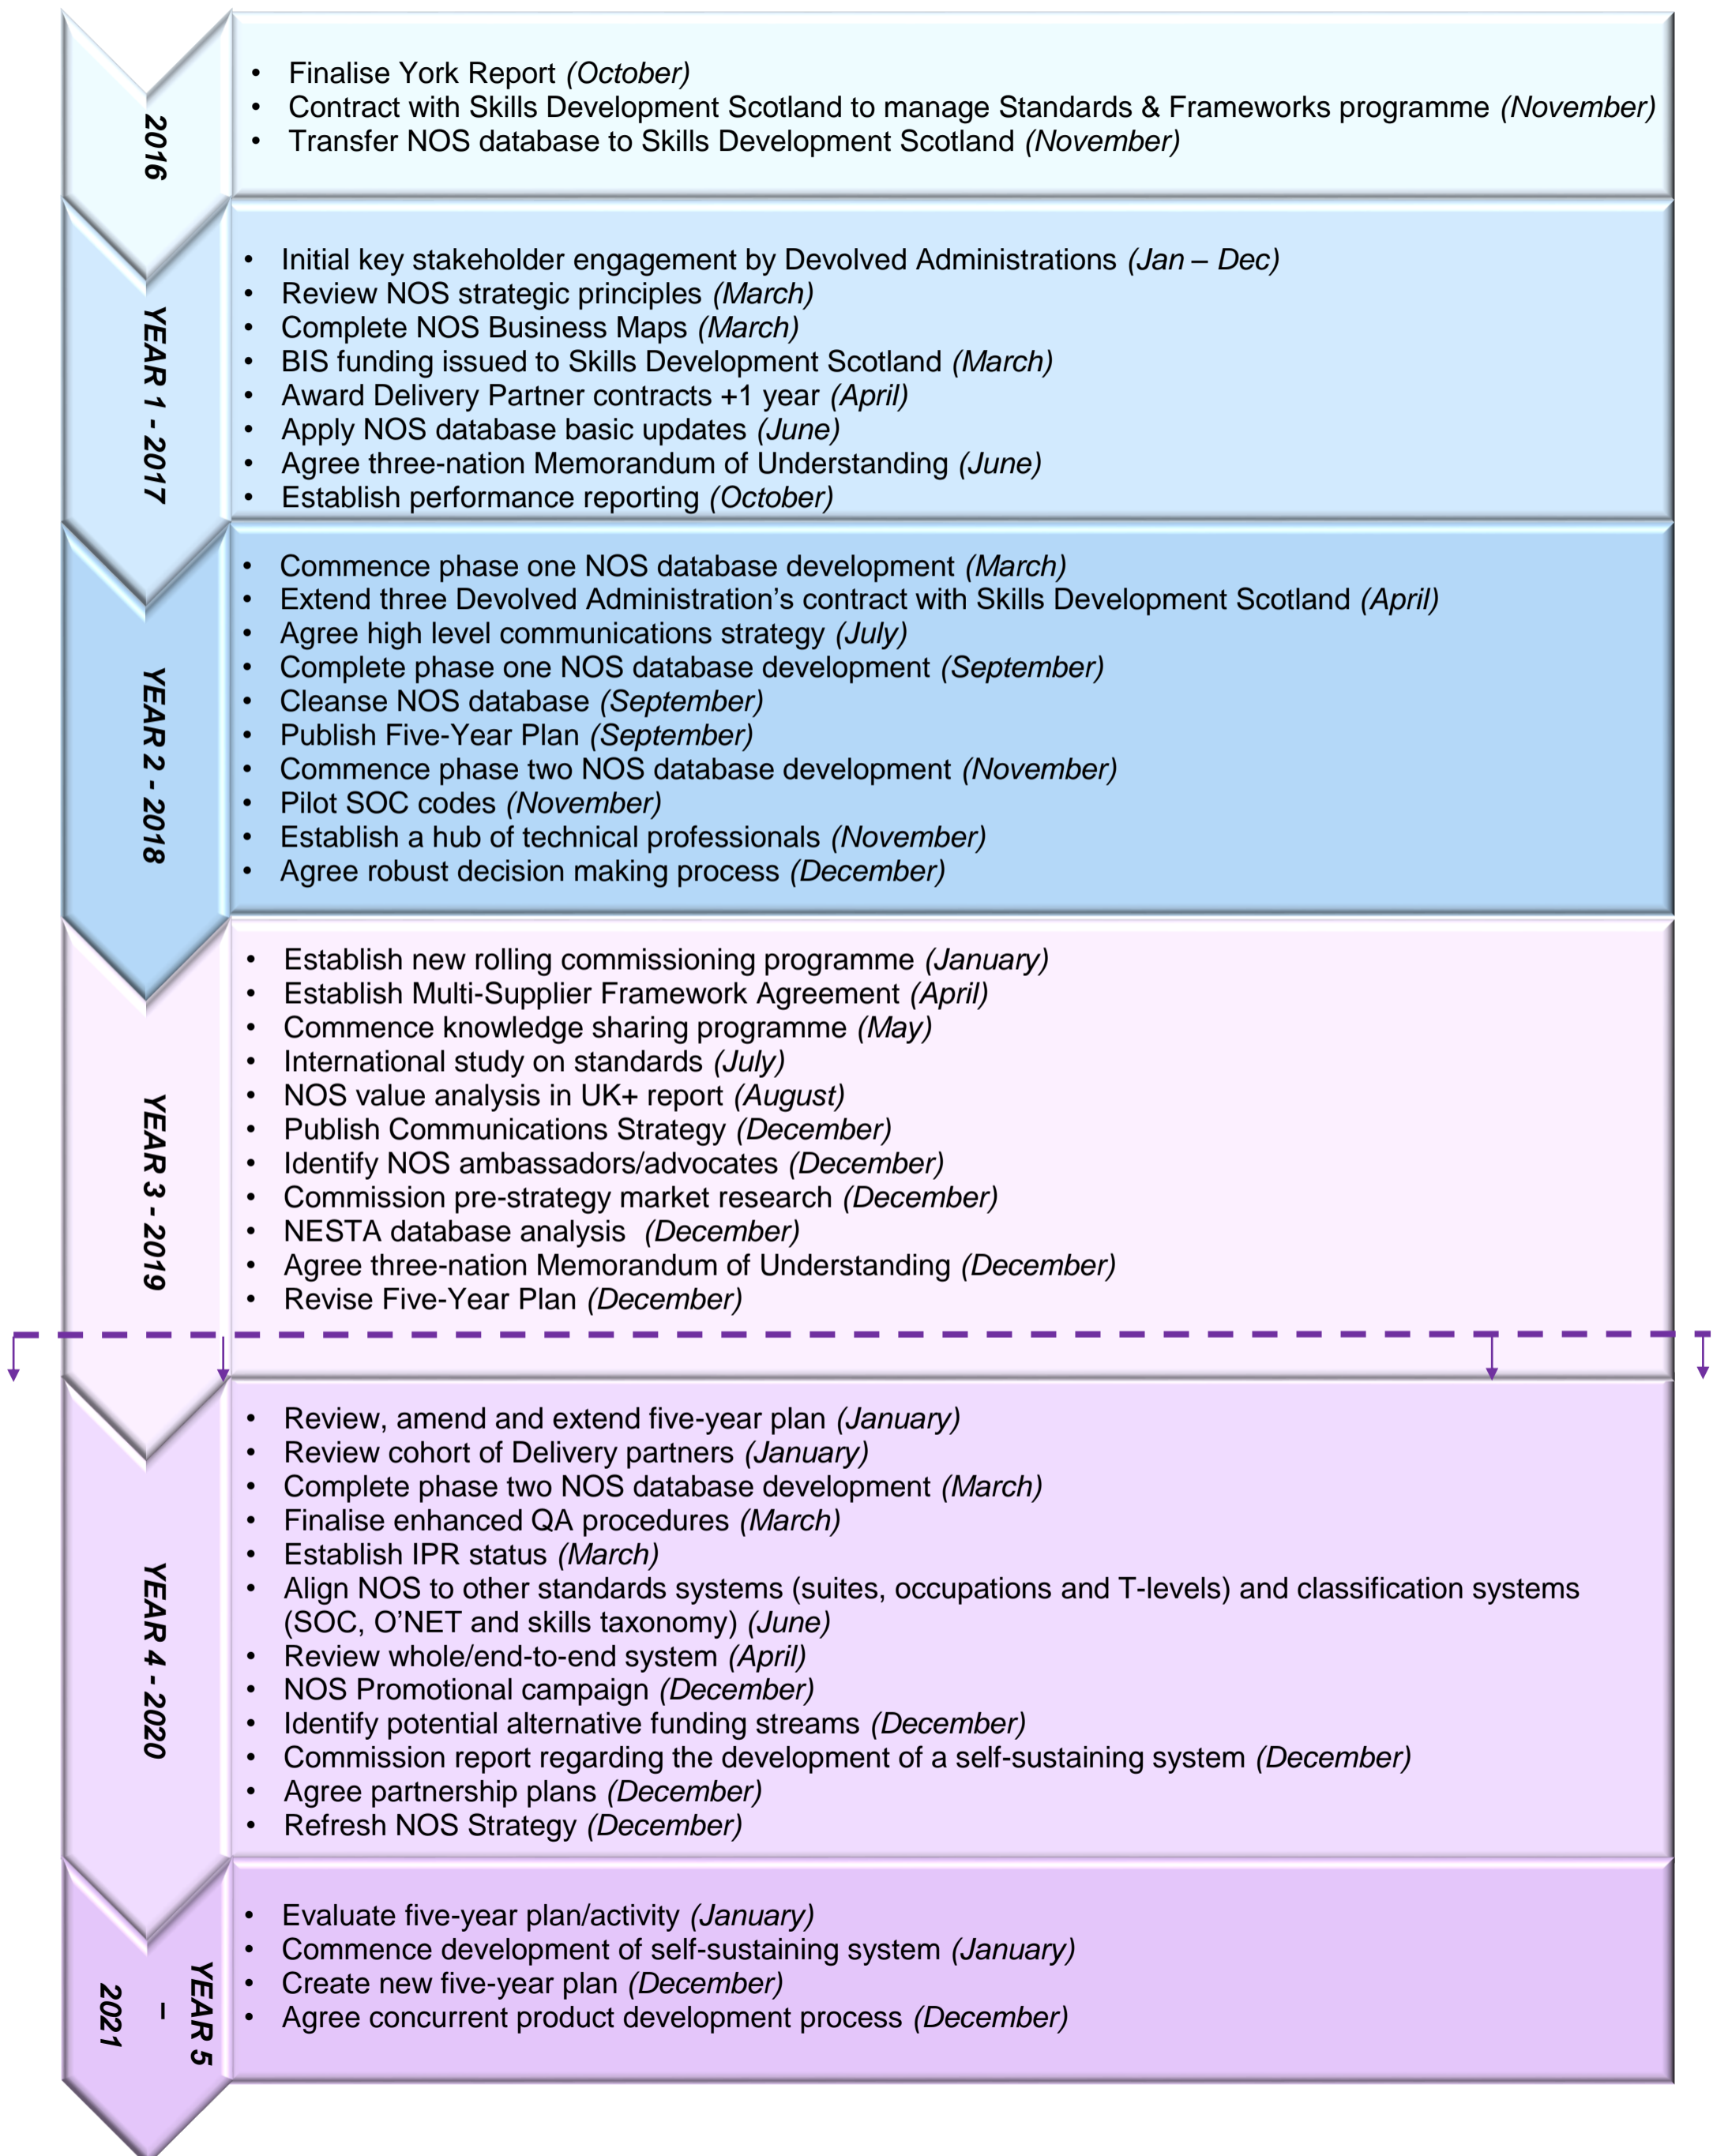 2016
• Finalise York Report (October)
• Contract with Skills Development Scotland to manage Standards & Frameworks programme (November)
• Transfer NOS database to Skills Development Scotland (November)
YEAR 1 - 2017
• Initial key stakeholder engagement by Devolved Administrations (Jan – Dec)
• Review NOS strategic principles (March)
• Complete NOS Business Maps (March)
• BIS funding issued to Skills Development Scotland (March)
• Award Delivery Partner contracts +1 year (April)
• Apply NOS database basic updates (June)
• Agree three-nation Memorandum of Understanding (June)
• Establish performance reporting (October)
YEAR 2 - 2018
• Commence phase one NOS database development (March)
• Extend three Devolved Administration’s contract with Skills Development Scotland (April)
• Agree high level communications strategy (July)
• Complete phase one NOS database development (September)
• Cleanse NOS database (September)
• Publish Five-Year Plan (September)
• Commence phase two NOS database development (November)
• Pilot SOC codes (November)
• Establish a hub of technical professionals (November)
• Agree robust decision making process (December)
YEAR 3 - 2019
• Establish new rolling commissioning programme (January)
• Establish Multi-Supplier Framework Agreement (April)
• Commence knowledge sharing programme (May)
• International study on standards (July)
• NOS value analysis in UK+ report (August)
• Publish Communications Strategy (December)
• Identify NOS ambassadors/advocates (December)
• Commission pre-strategy market research (December)
• NESTA database analysis (December)
• Agree three-nation Memorandum of Understanding (December)
• Revise Five-Year Plan (December)
YEAR 4 - 2020
• Review, amend and extend five-year plan (January)
• Review cohort of Delivery partners (January)
• Complete phase two NOS database development (March)
• Finalise enhanced QA procedures (March)
• Establish IPR status (March)
• Align NOS to other standards systems (suites, occupations and T-levels) and classification systems
(SOC, O’NET and skills taxonomy) (June)
• Review whole/end-to-end system (April)
• NOS Promotional campaign (December)
• Identify potential alternative funding streams (December)
• Commission report regarding the development of a self-sustaining system (December)
• Agree partnership plans (December)
• Refresh NOS Strategy (December)
YEAR 5
–
2021
• Evaluate five-year plan/activity (January)
• Commence development of self-sustaining system (January)
• Create new five-year plan (December)
• Agree concurrent product development process (December)